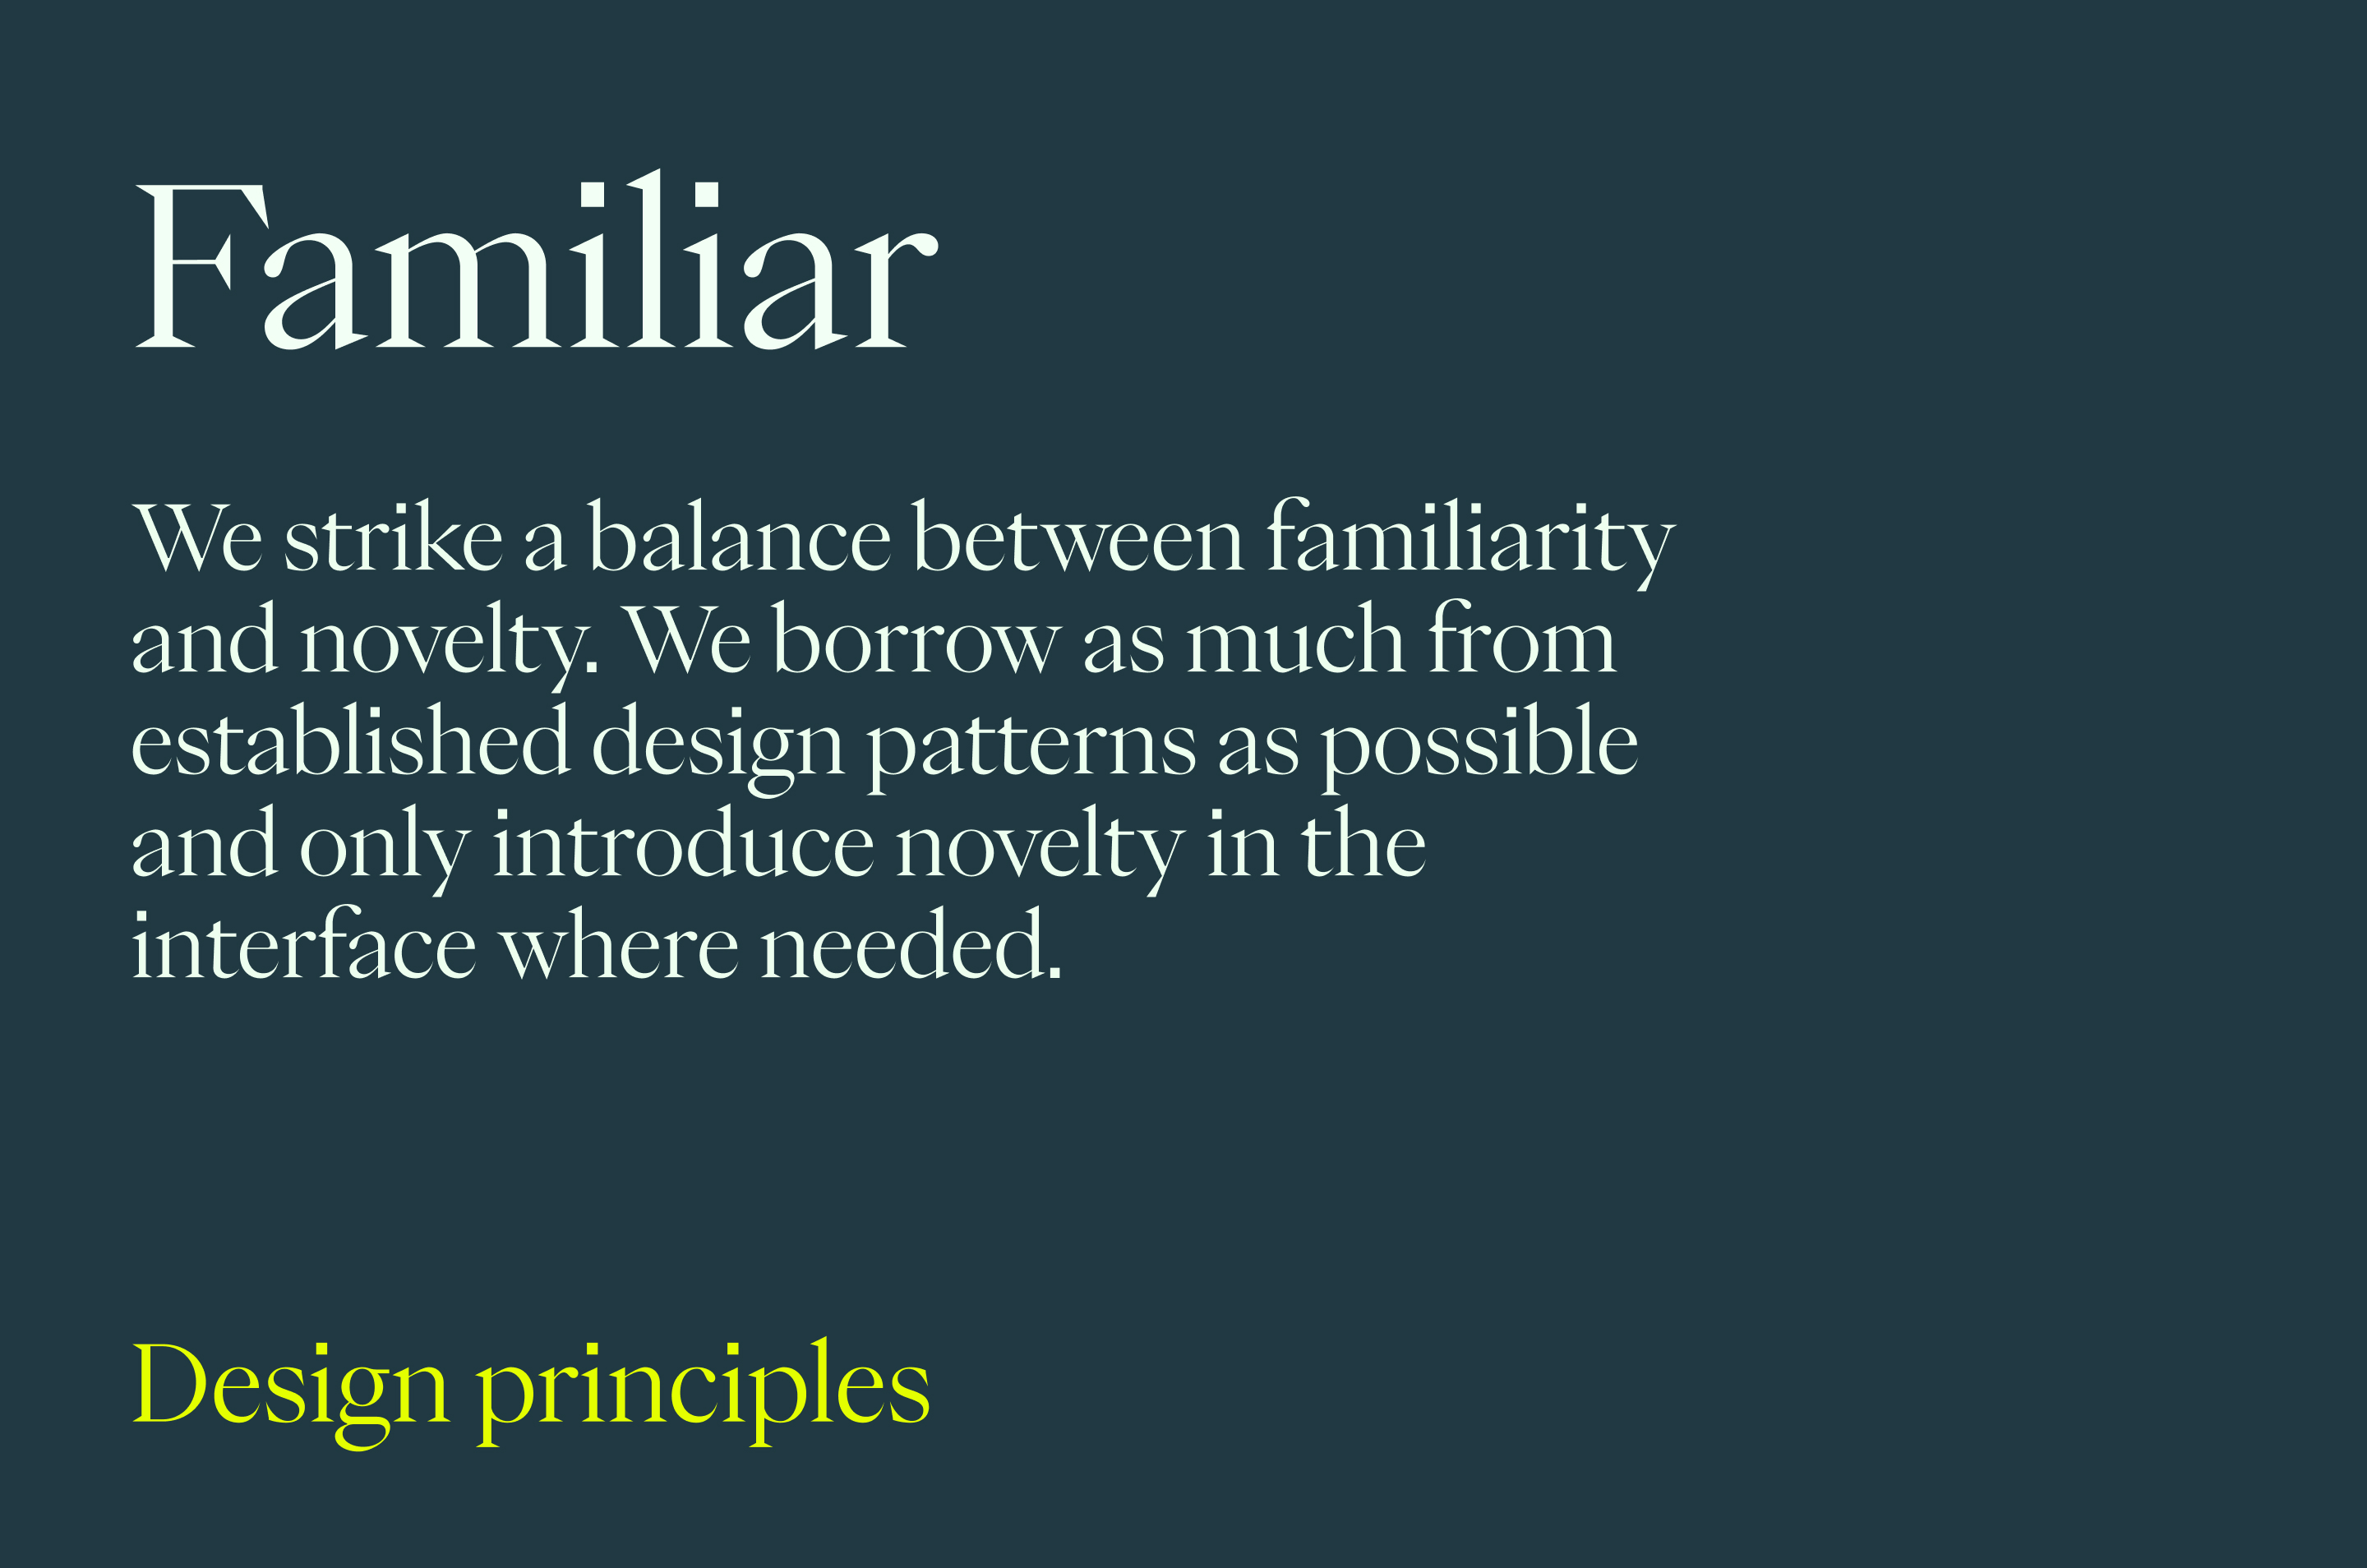 Familiar
We strike a balance between familiarity
and novelty. We borrow as much from
established design patterns as possible
and only introduce novelty in the
interface where needed.
Design principles